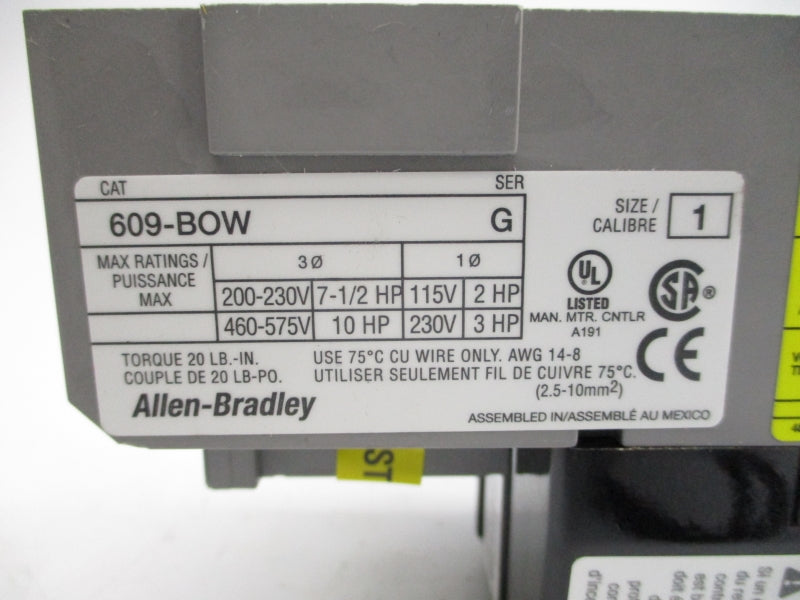 CAT SER
609-BOW G
SIZE / CALIBRE 1
MAX RATINGS / PUISSANCE MAX 3Ø 1Ø
200-230V 7-1/2 HP 115V 2 HP
460-575V 10 HP 230V 3 HP
UL
LISTED
MAN. MTR. CNTLR
A191
SA ®
CE
TORQUE 20 LB.-IN. USE 75°C CU WIRE ONLY. AWG 14-8
COUPLE DE 20 LB-PO. UTILISER SEULEMENT FIL DE CUIVRE 75°C.
(2.5-10mm2)
Allen-Bradley
ASSEMBLED IN/ASSEMBLÉ AU MEXICO
ST